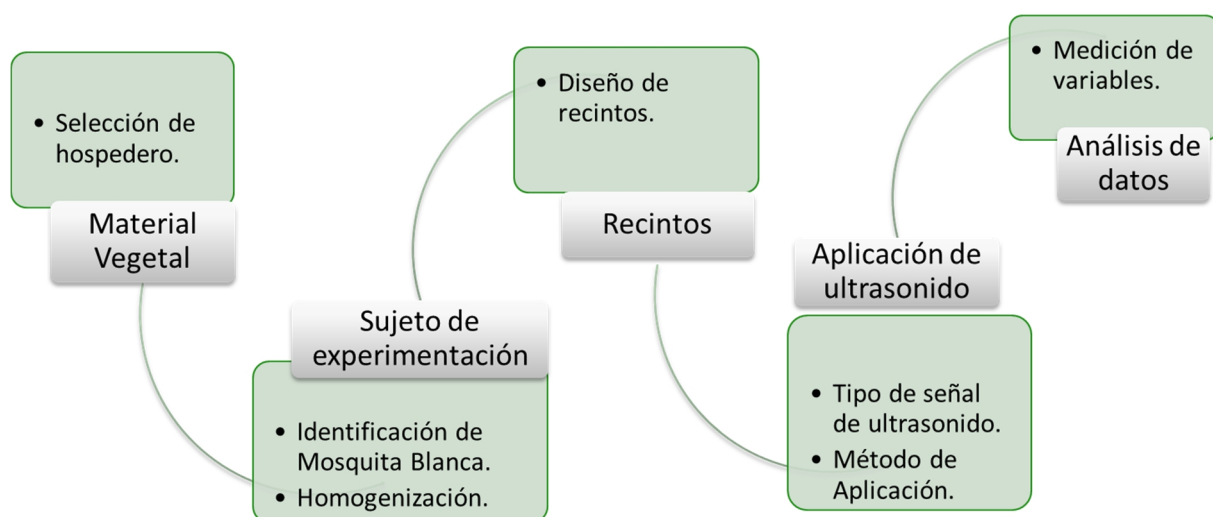 • Selección de
hospedero.
Material
Vegetal
Sujeto de
experimentación
• Identificación de
Mosquita Blanca.
• Homogenización.
• Diseño de
recintos.
Recintos
Aplicación de
ultrasonido
• Tipo de señal
de ultrasonido.
• Método de
Aplicación.
• Medición de
variables.
Análisis de
datos